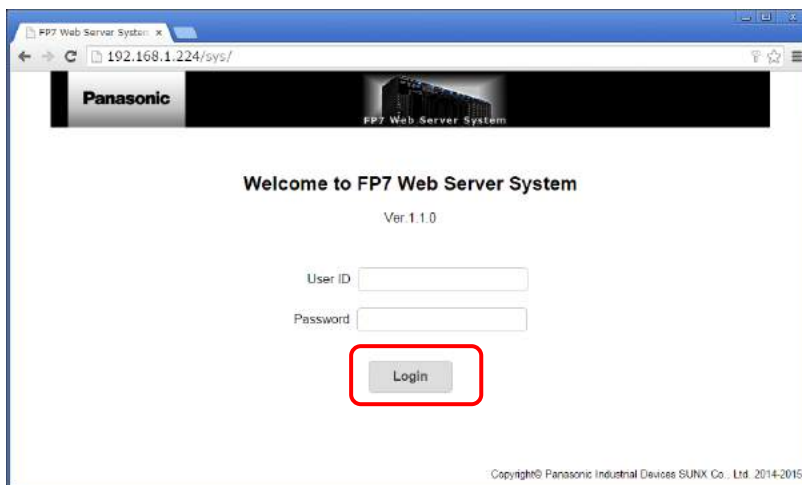 FP7 Web Server System
192.168.1.224/sys/
Panasonic
FP7 Web Server System
Welcome to FP7 Web Server System
Ver.1.1.0
User ID
Password
Login
Copyright© Panasonic Industrial Devices SUNX Co., Ltd. 2014-2015